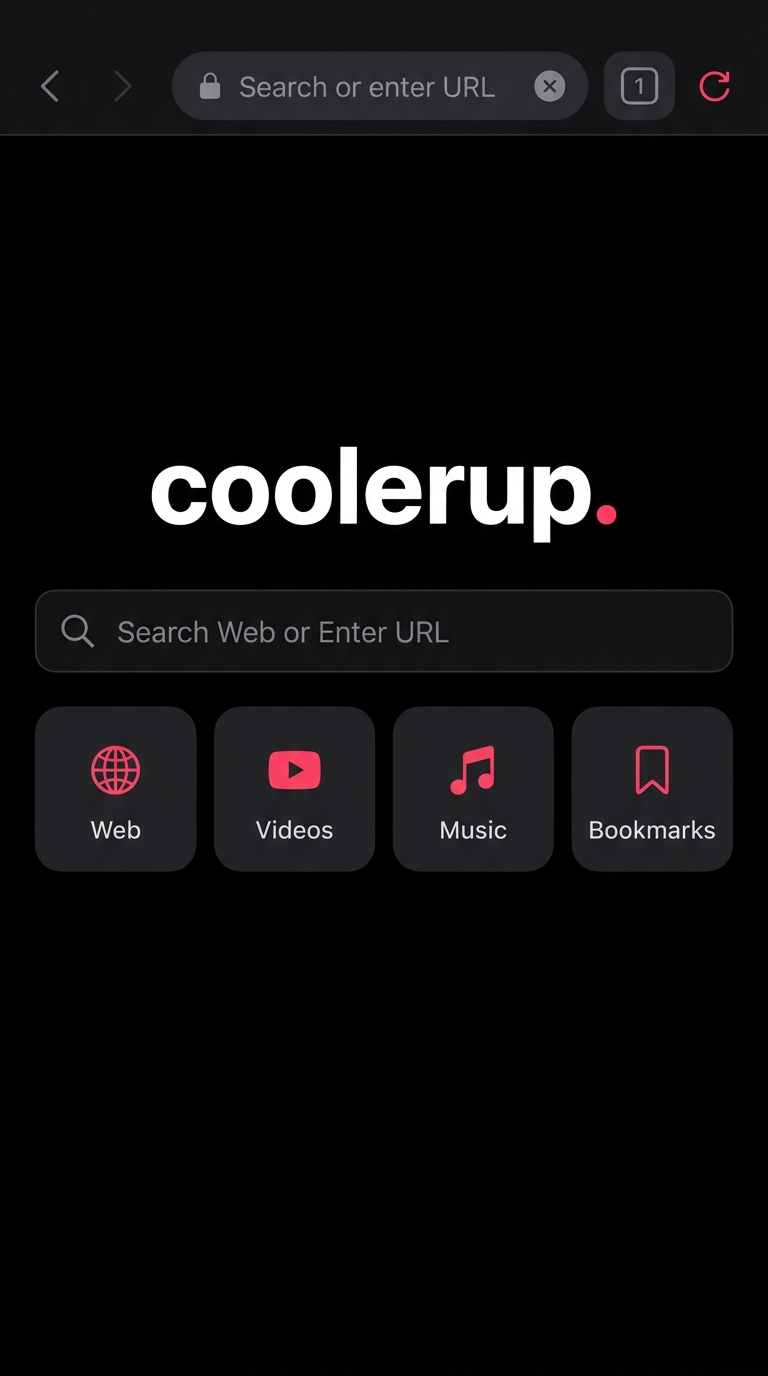 Search or enter URL
1
coolerup.
Search Web or Enter URL
Web
Videos
Music
Bookmarks